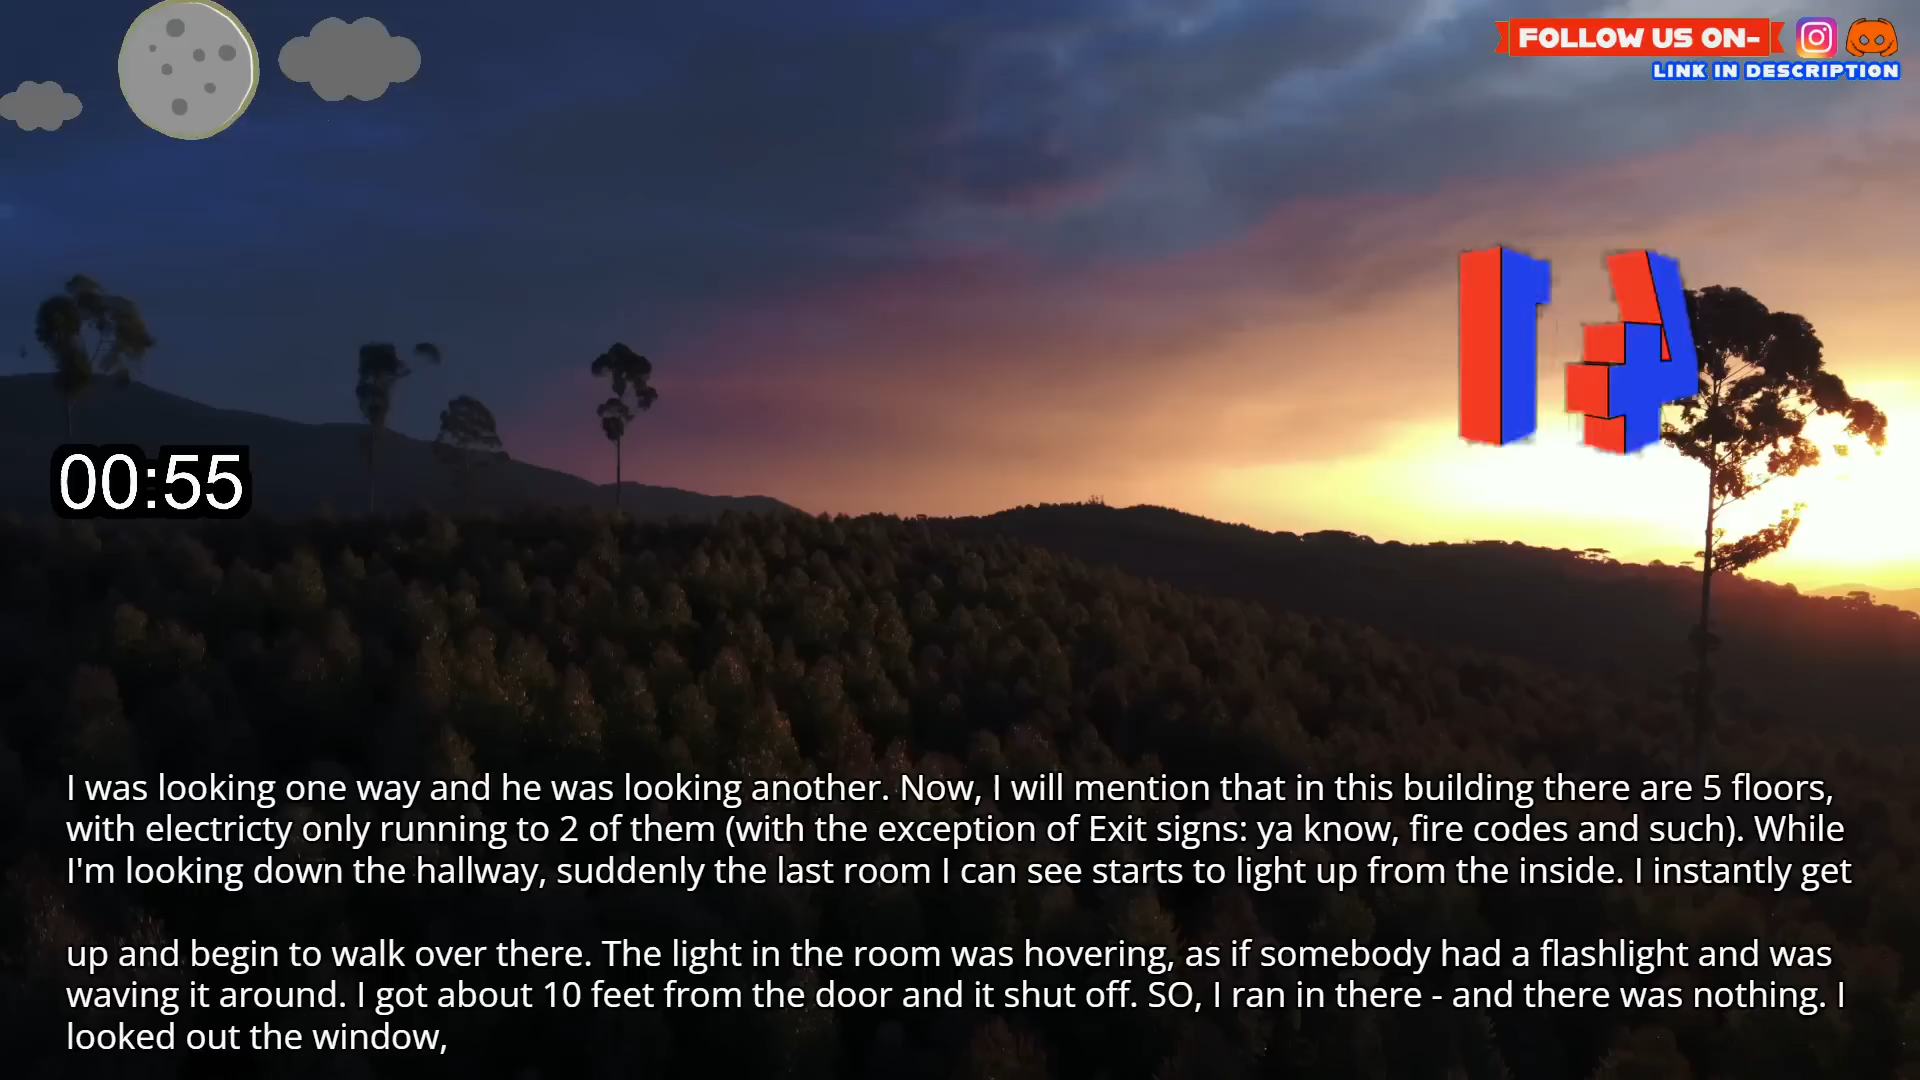 FOLLOW US ON-
LINK IN DESCRIPTION
00:55
I was looking one way and he was looking another. Now, I will mention that in this building there are 5 floors,
with electricty only running to 2 of them (with the exception of Exit signs: ya know, fire codes and such). While
I'm looking down the hallway, suddenly the last room I can see starts to light up from the inside. I instantly get
up and begin to walk over there. The light in the room was hovering, as if somebody had a flashlight and was
waving it around. I got about 10 feet from the door and it shut off. SO, I ran in there - and there was nothing. I
looked out the window,